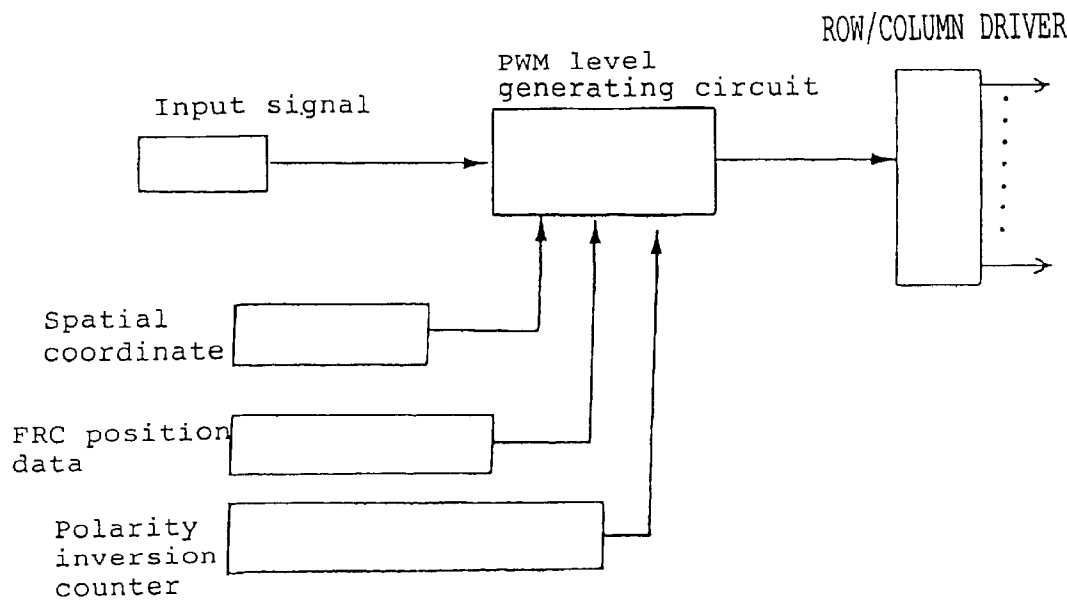 ROW/COLUMN DRIVER
PWM level
generating circuit
Input signal
Spatial
coordinate
FRC position
data
Polarity
inversion
counter